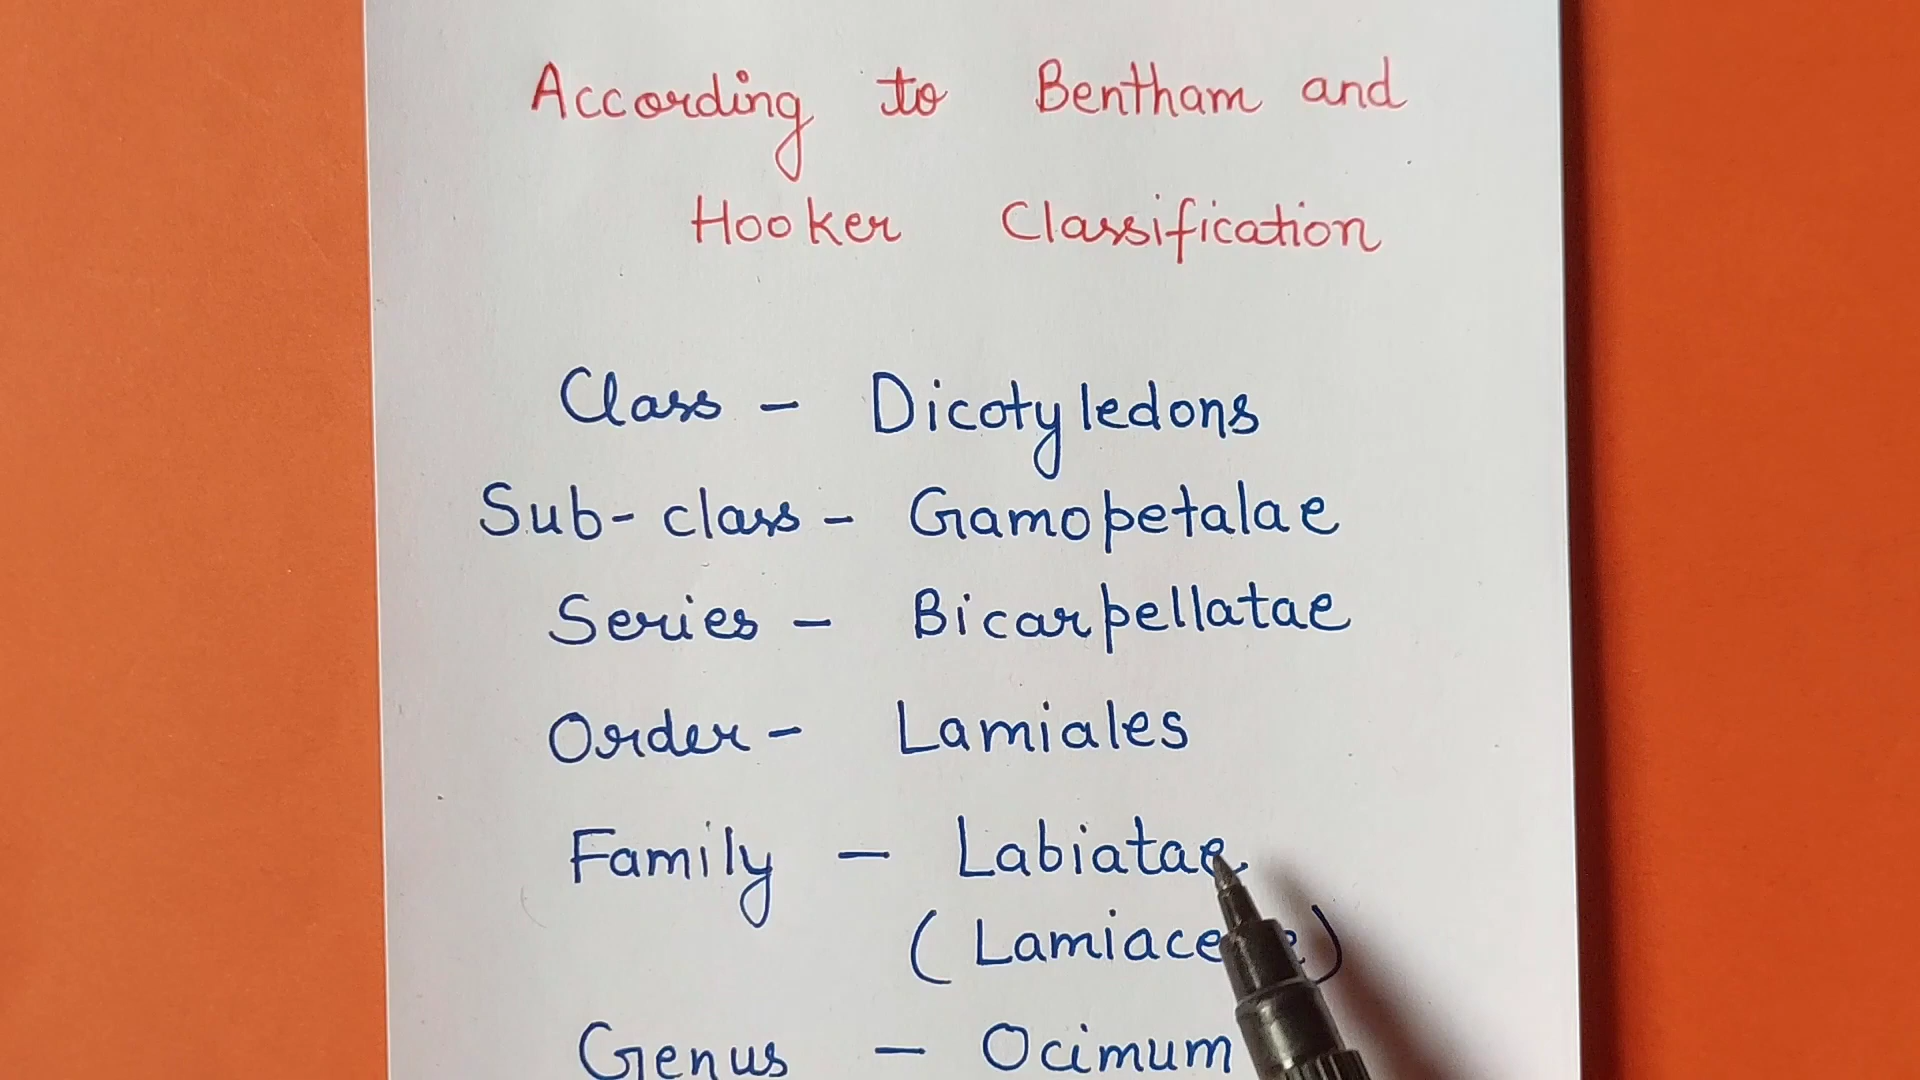 According to Bentham and
Hooker Classification
Class - Dicotyledons
Sub-class - Gamopetalae
Series - Bicarpellatae
Order - Lamiales
Family - Labiatae
(Lamiaceae)
Genus - Ocimum